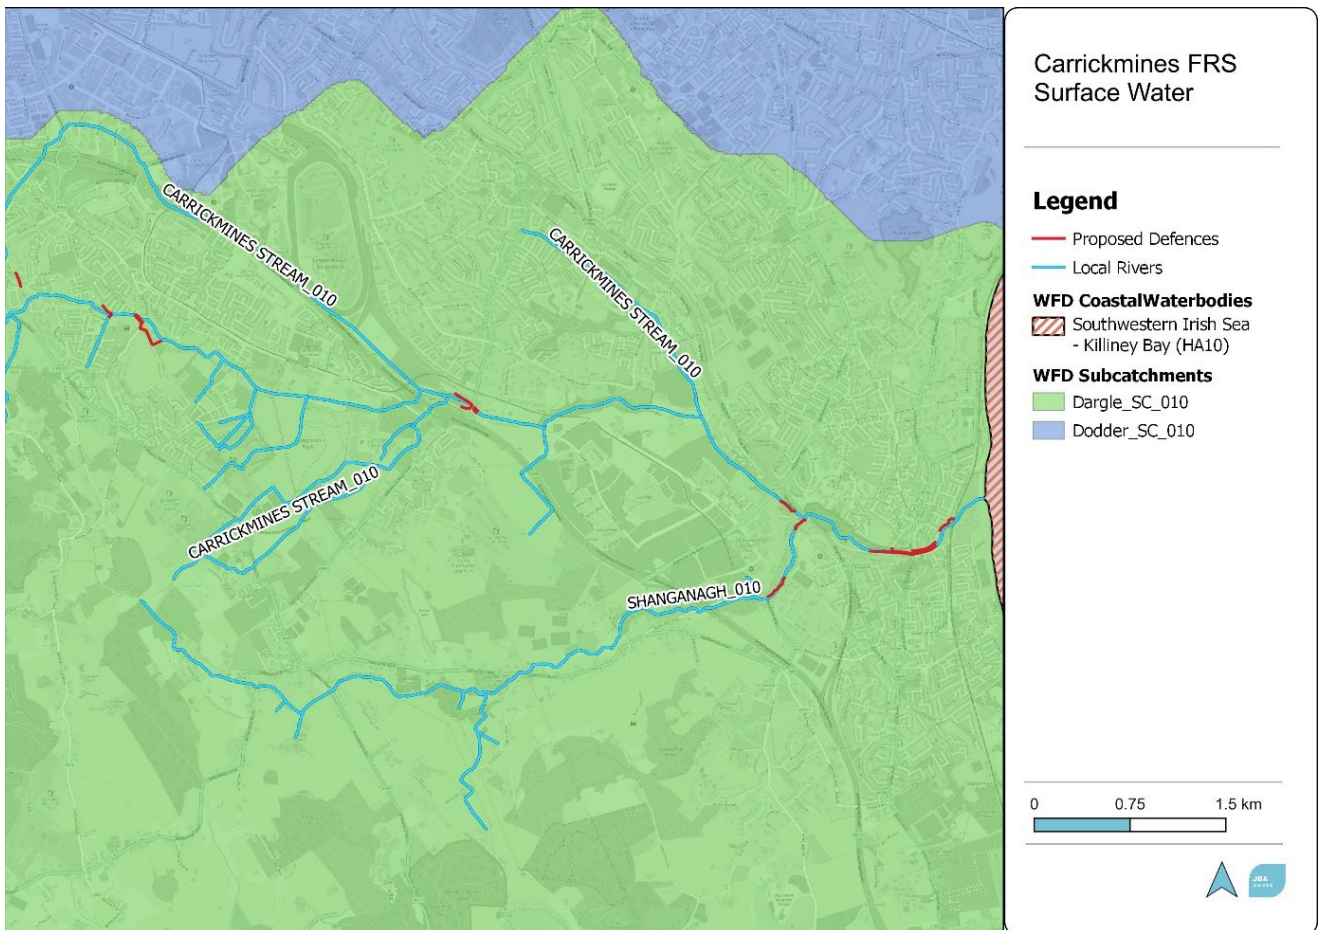 CARRICKMINES STREAM_010
CARRICKMINES STREAM_010
CARRICKMINES STREAM_010
SHANGANAGH_010
Carrickmines FRS
Surface Water
Legend
Proposed Defences
Local Rivers
WFD CoastalWaterbodies
Southwestern Irish Sea
- Killiney Bay (HA10)
WFD Subcatchments
Dargle_SC_010
Dodder_SC_010
0 0.75 1.5 km
JBA